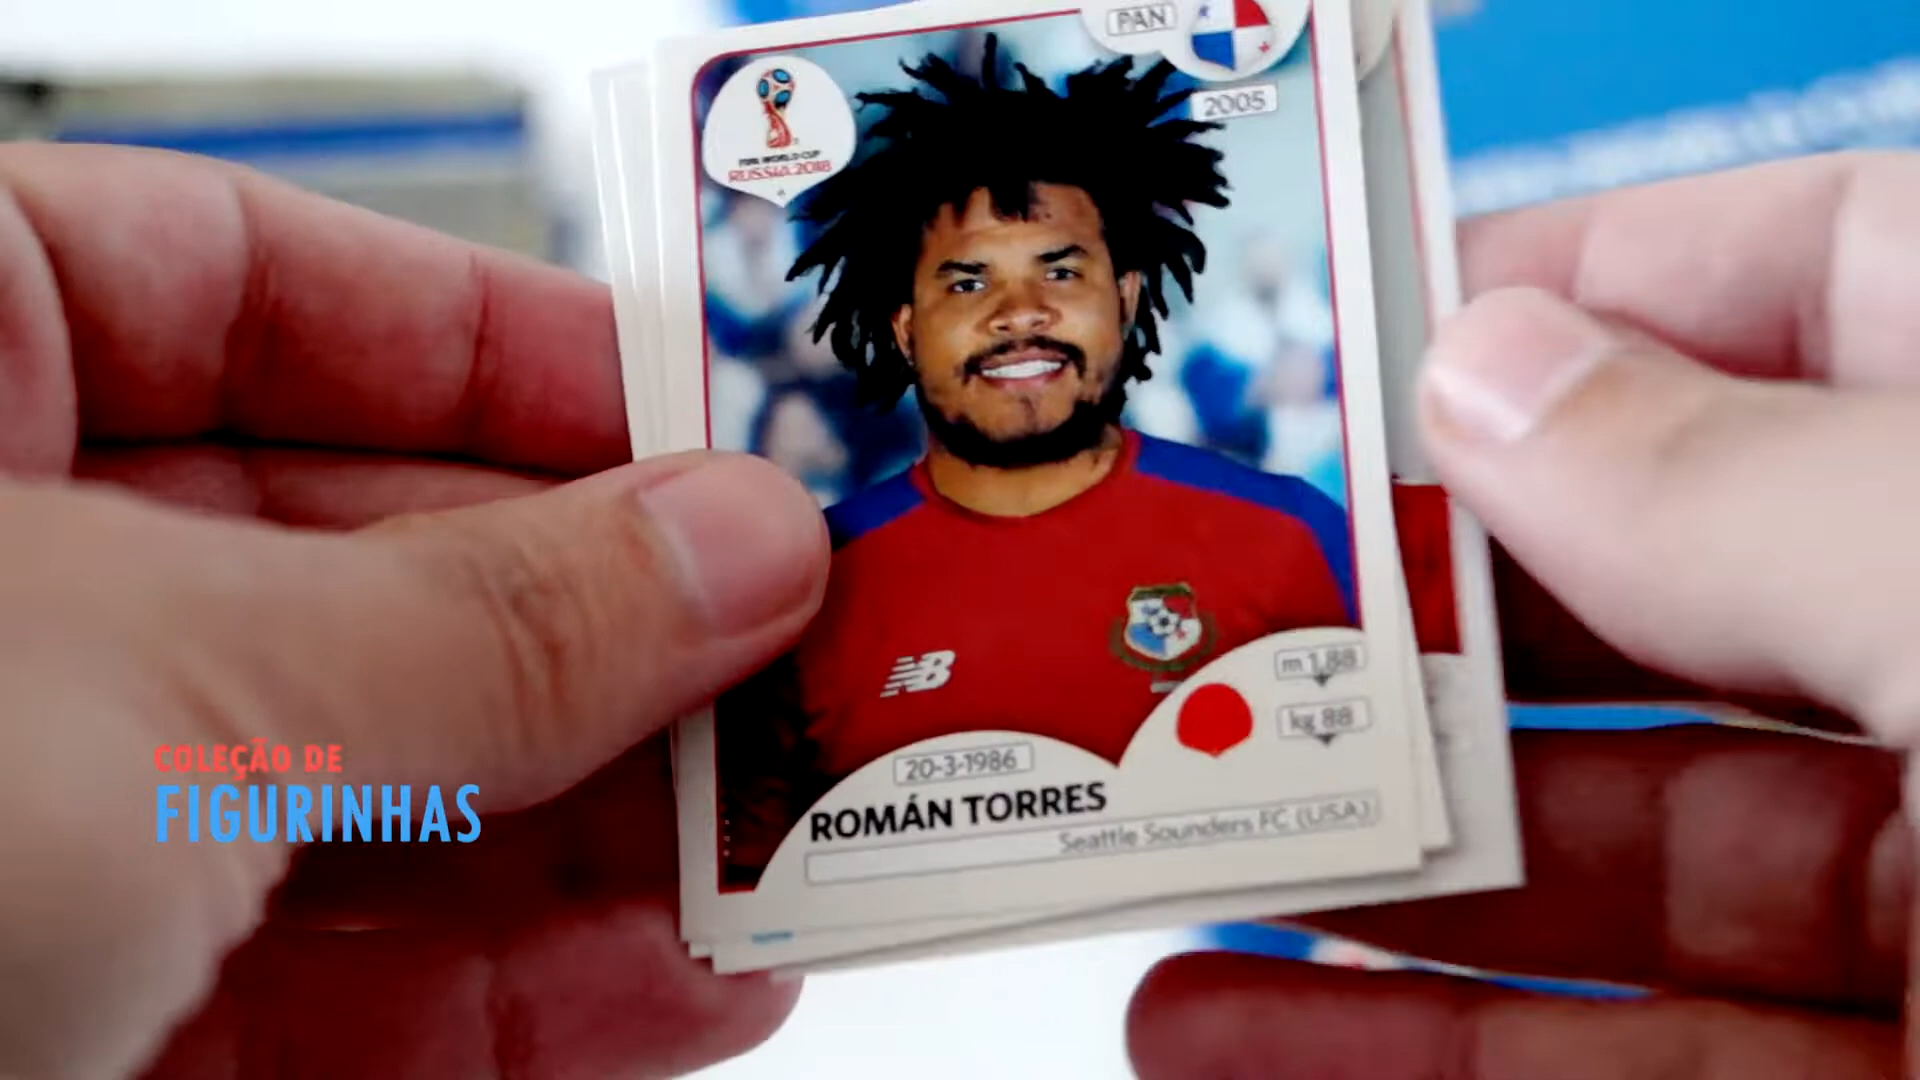 PAN
2005
FIFA WORLD CUP
RUSSIA 2018
NB
m 1,88
kg 88
20-3-1986
ROMÁN TORRES
Seattle Sounders FC (USA)
COLEÇÃO DE
FIGURINHAS